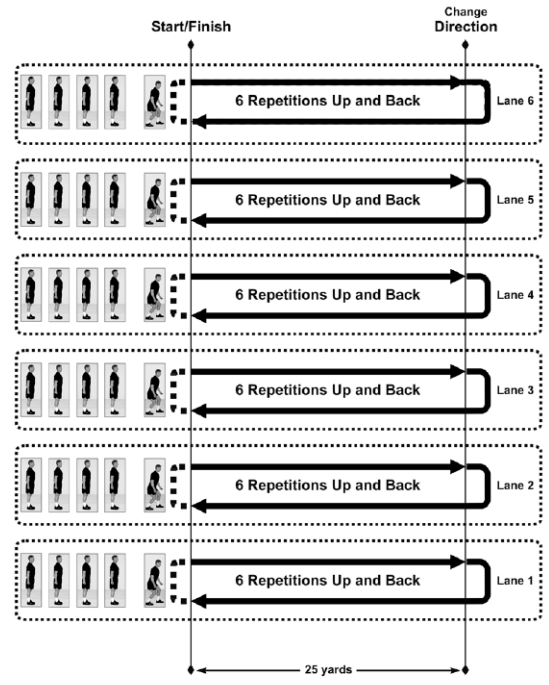 Change
Start/Finish Direction
6 Repetitions Up and Back Lane 6
6 Repetitions Up and Back Lane 5
6 Repetitions Up and Back Lane 4
6 Repetitions Up and Back Lane 3
6 Repetitions Up and Back Lane 2
6 Repetitions Up and Back Lane 1
25 yards